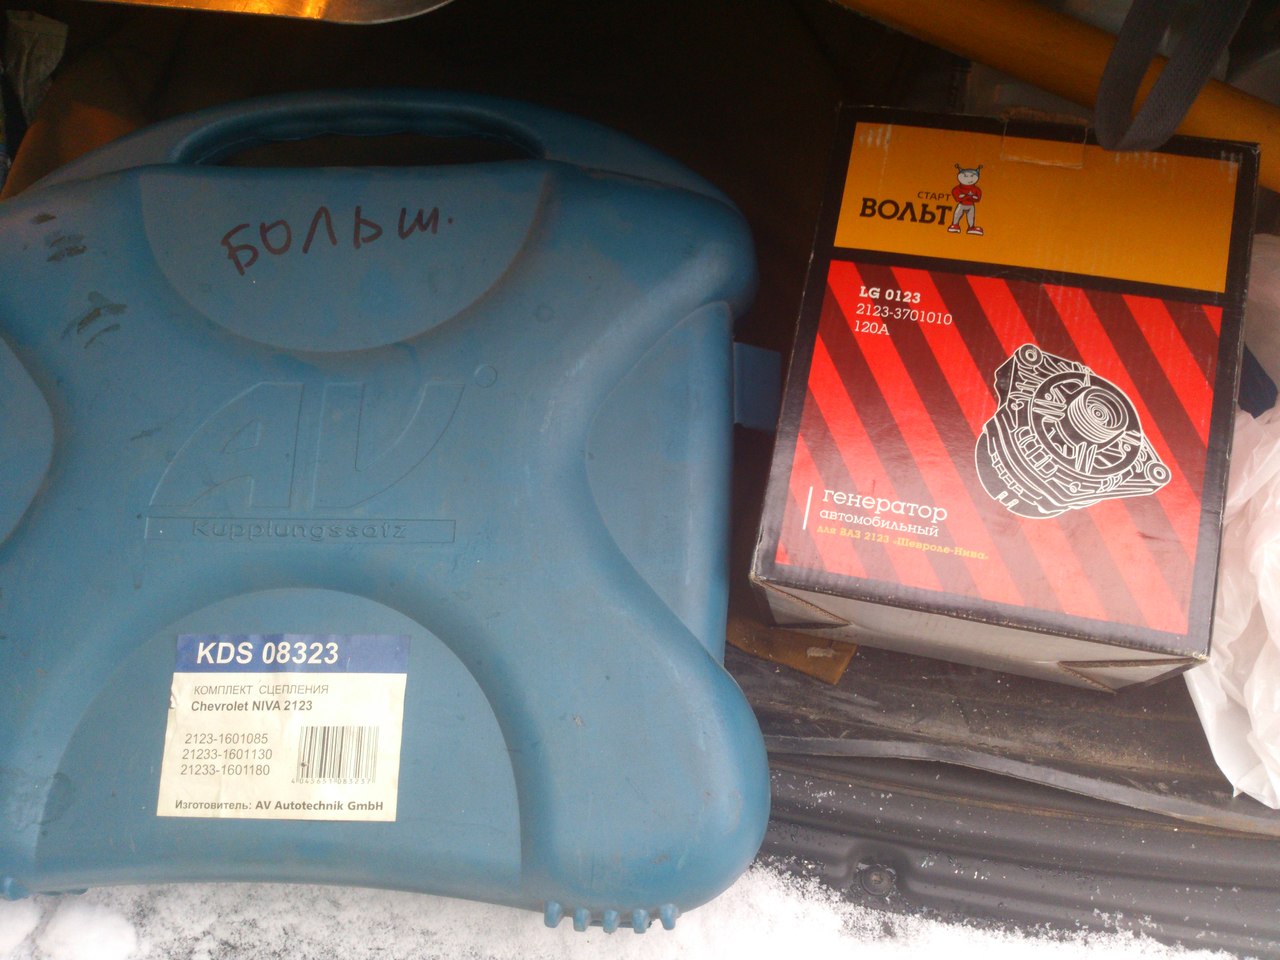 БОЛЬШ.
AV
Kupplungssatz
KDS 08323
КОМПЛЕКТ СЦЕПЛЕНИЯ
Chevrolet NIVA 2123
2123-1601085
21233-1601130
21233-1601180
Изготовитель: AV Autotechnik GmbH
СТАРТ
ВОЛЬТ
LG 0123
2123-3701010
120А
генератор
автомобильный
для ВАЗ 2123 «Шевроле-Нива»